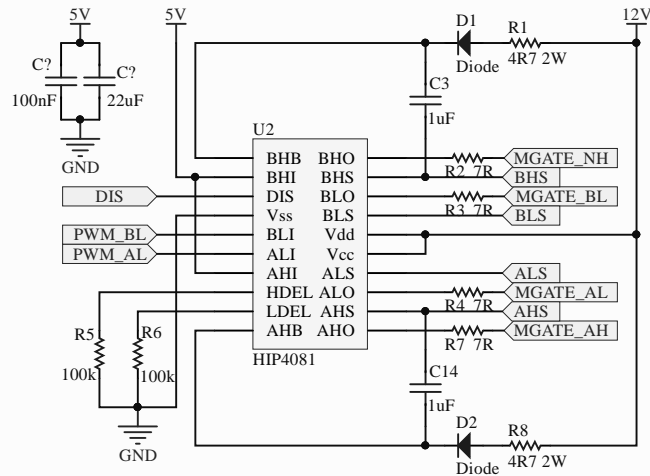 5V
5V
12V
D1
R1
C?
C?
Diode
4R7 2W
100nF
22uF
C3
1uF
GND
U2
BHB
BHO
MGATE_NH
R2 7R
BHI
BHS
BHS
DIS
DIS
BLO
MGATE_BL
R3 7R
Vss
BLS
BLS
PWM_BL
BLI
Vdd
PWM_AL
ALI
Vcc
AHI
ALS
ALS
HDEL
ALO
MGATE_AL
R4 7R
LDEL
AHS
AHS
R5
R6
AHB
AHO
MGATE_AH
R7 7R
HIP4081
100k
100k
C14
1uF
D2
R8
GND
Diode
4R7 2W